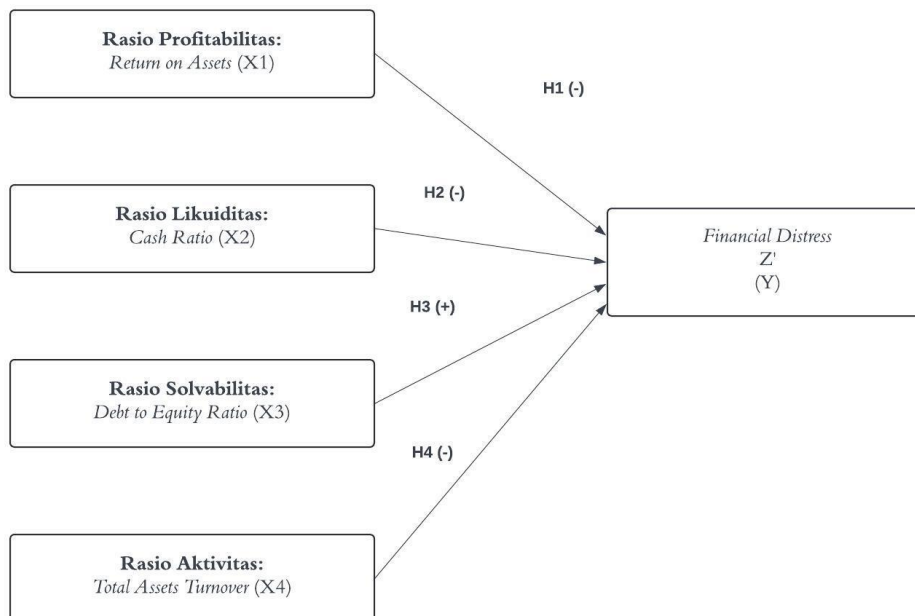 Rasio Profitabilitas:
Return on Assets (X1)
H1 (-)
Rasio Likuiditas:
Cash Ratio (X2)
H2 (-)
Financial Distress
Z'
(Y)
H3 (+)
Rasio Solvabilitas:
Debt to Equity Ratio (X3)
H4 (-)
Rasio Aktivitas:
Total Assets Turnover (X4)